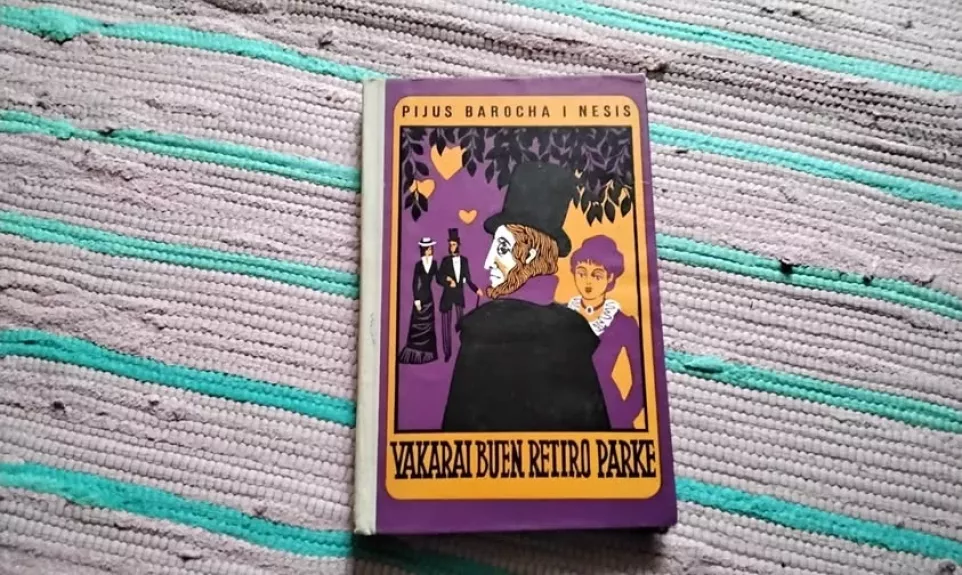 PIJUS BAROCHA I NESIS
VAKARAI BUEN RETIRO PARKE